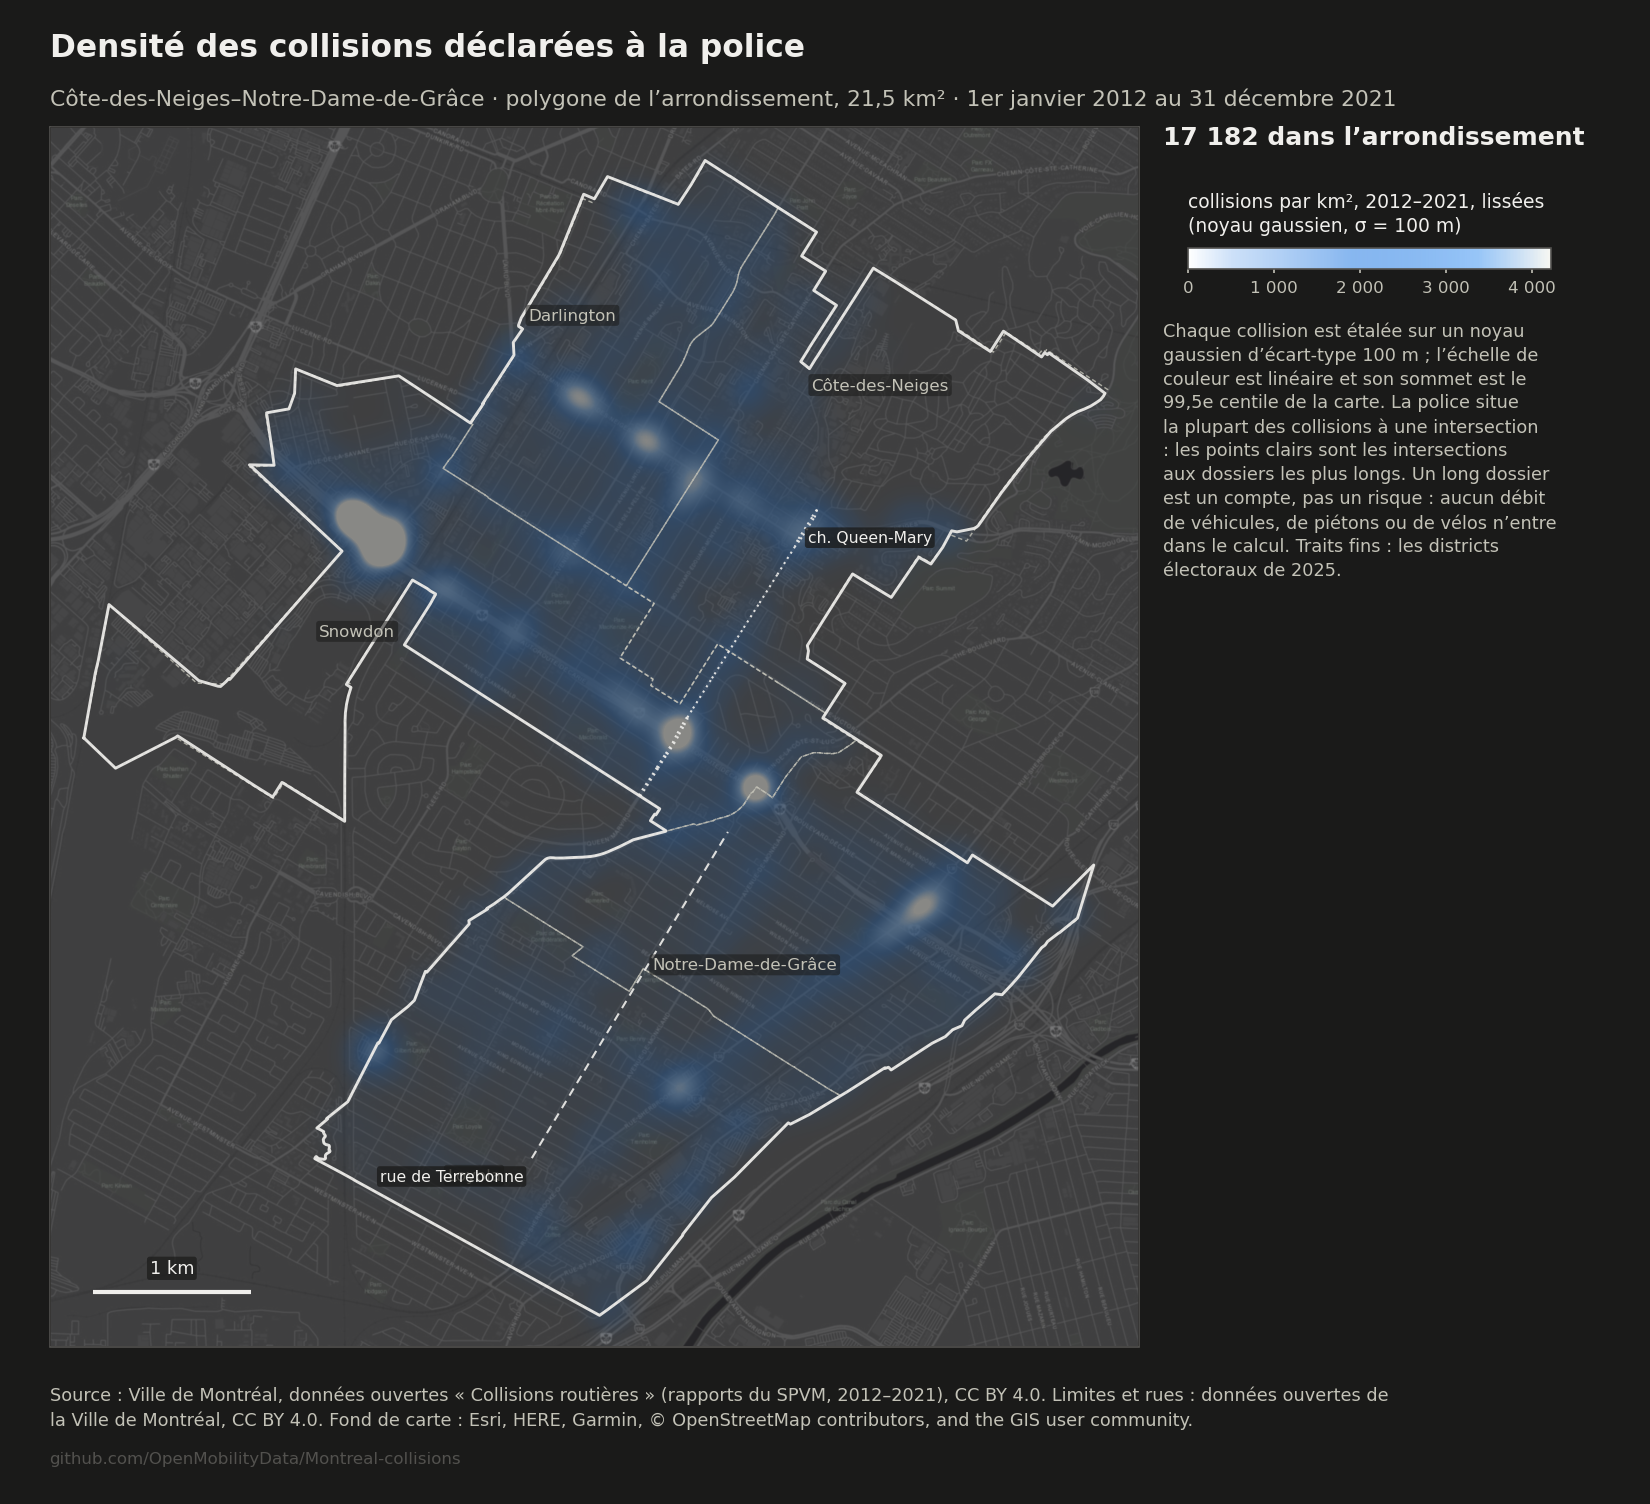 Densité des collisions déclarées à la police
Côte-des-Neiges–Notre-Dame-de-Grâce · polygone de l’arrondissement, 21,5 km² · 1er janvier 2012 au 31 décembre 2021
17 182 dans l’arrondissement
collisions par km², 2012–2021, lissées
(noyau gaussien, σ = 100 m)
0 1 000 2 000 3 000 4 000
Chaque collision est étalée sur un noyau
gaussien d’écart-type 100 m ; l’échelle de
couleur est linéaire et son sommet est le
99,5e centile de la carte. La police situe
la plupart des collisions à une intersection
: les points clairs sont les intersections
aux dossiers les plus longs. Un long dossier
est un compte, pas un risque : aucun débit
de véhicules, de piétons ou de vélos n’entre
dans le calcul. Traits fins : les districts
électoraux de 2025.
Darlington
Côte-des-Neiges
ch. Queen-Mary
Snowdon
Notre-Dame-de-Grâce
rue de Terrebonne
1 km
Source : Ville de Montréal, données ouvertes « Collisions routières » (rapports du SPVM, 2012–2021), CC BY 4.0. Limites et rues : données ouvertes de
la Ville de Montréal, CC BY 4.0. Fond de carte : Esri, HERE, Garmin, © OpenStreetMap contributors, and the GIS user community.
github.com/OpenMobilityData/Montreal-collisions